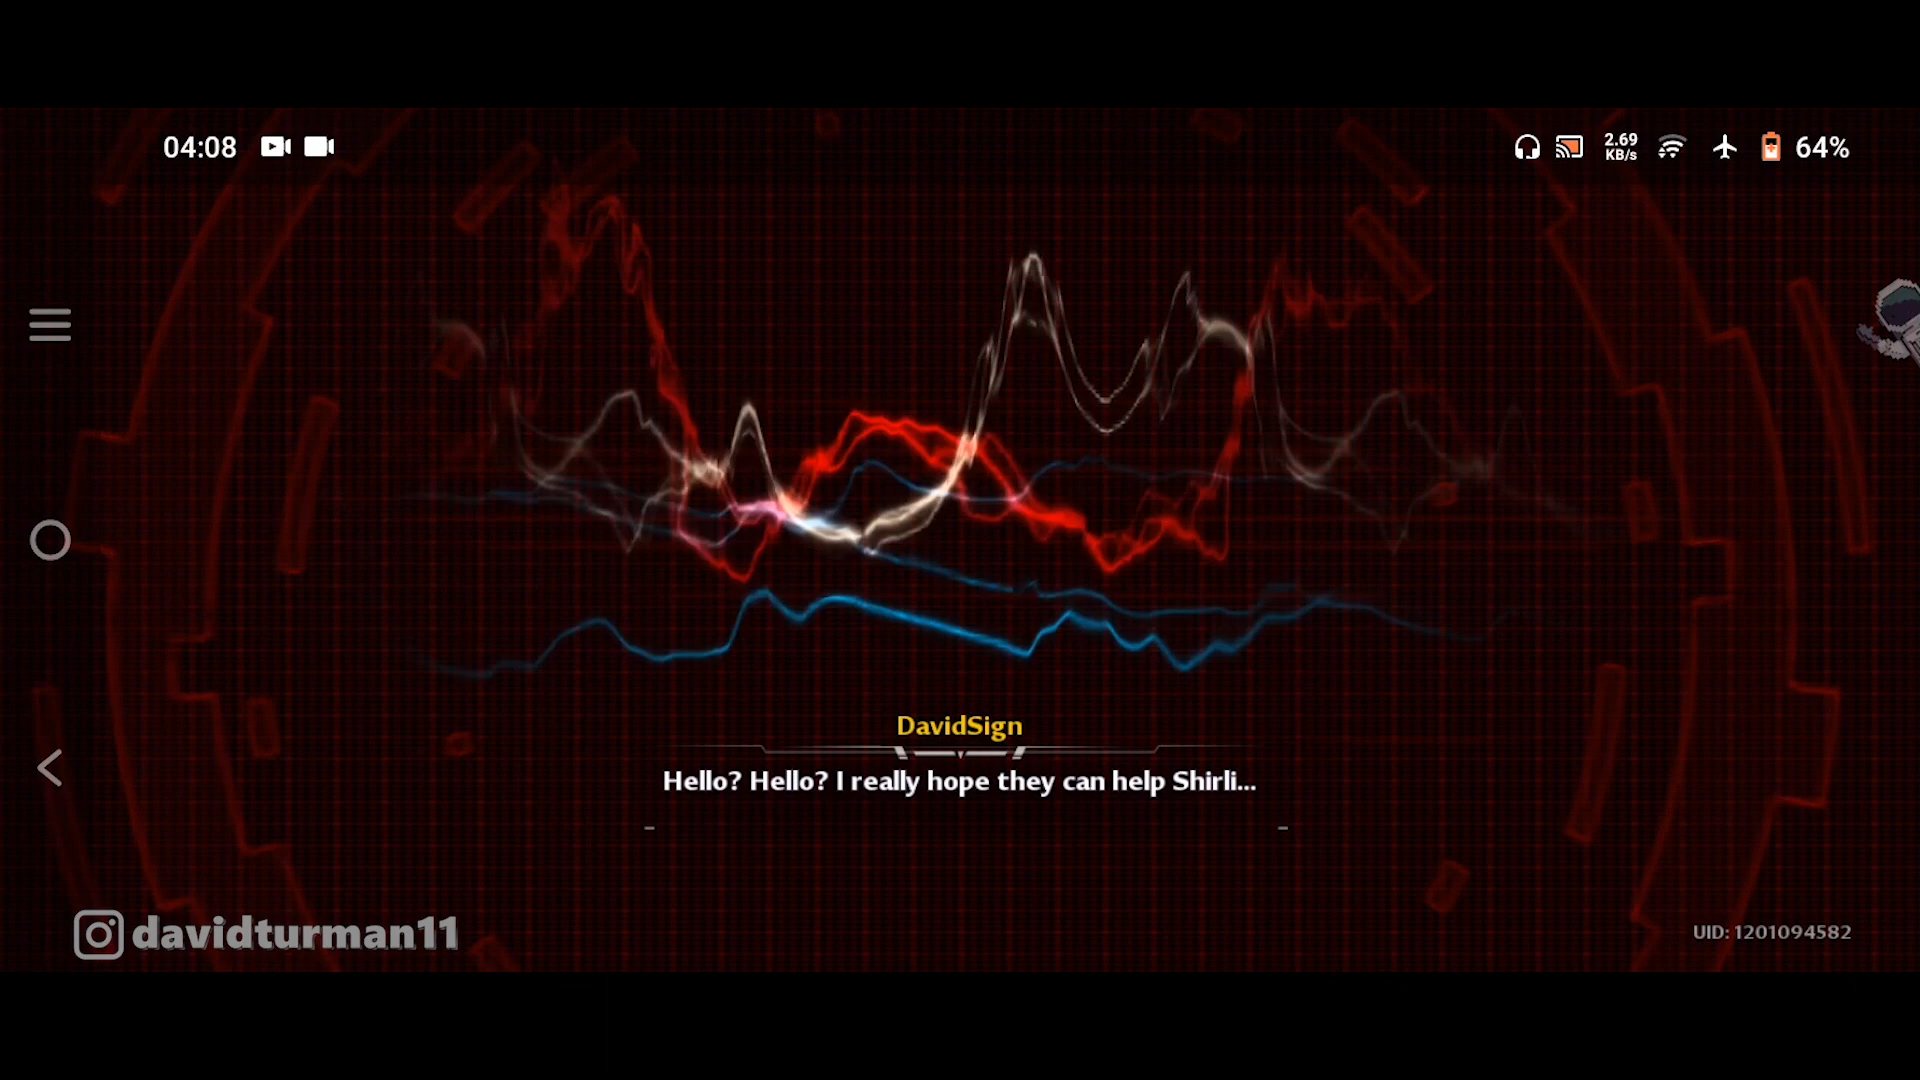 04:08
2.69
KB/s
64%
DavidSign
Hello? Hello? I really hope they can help Shirli...
davidturman11
UID: 1201094582